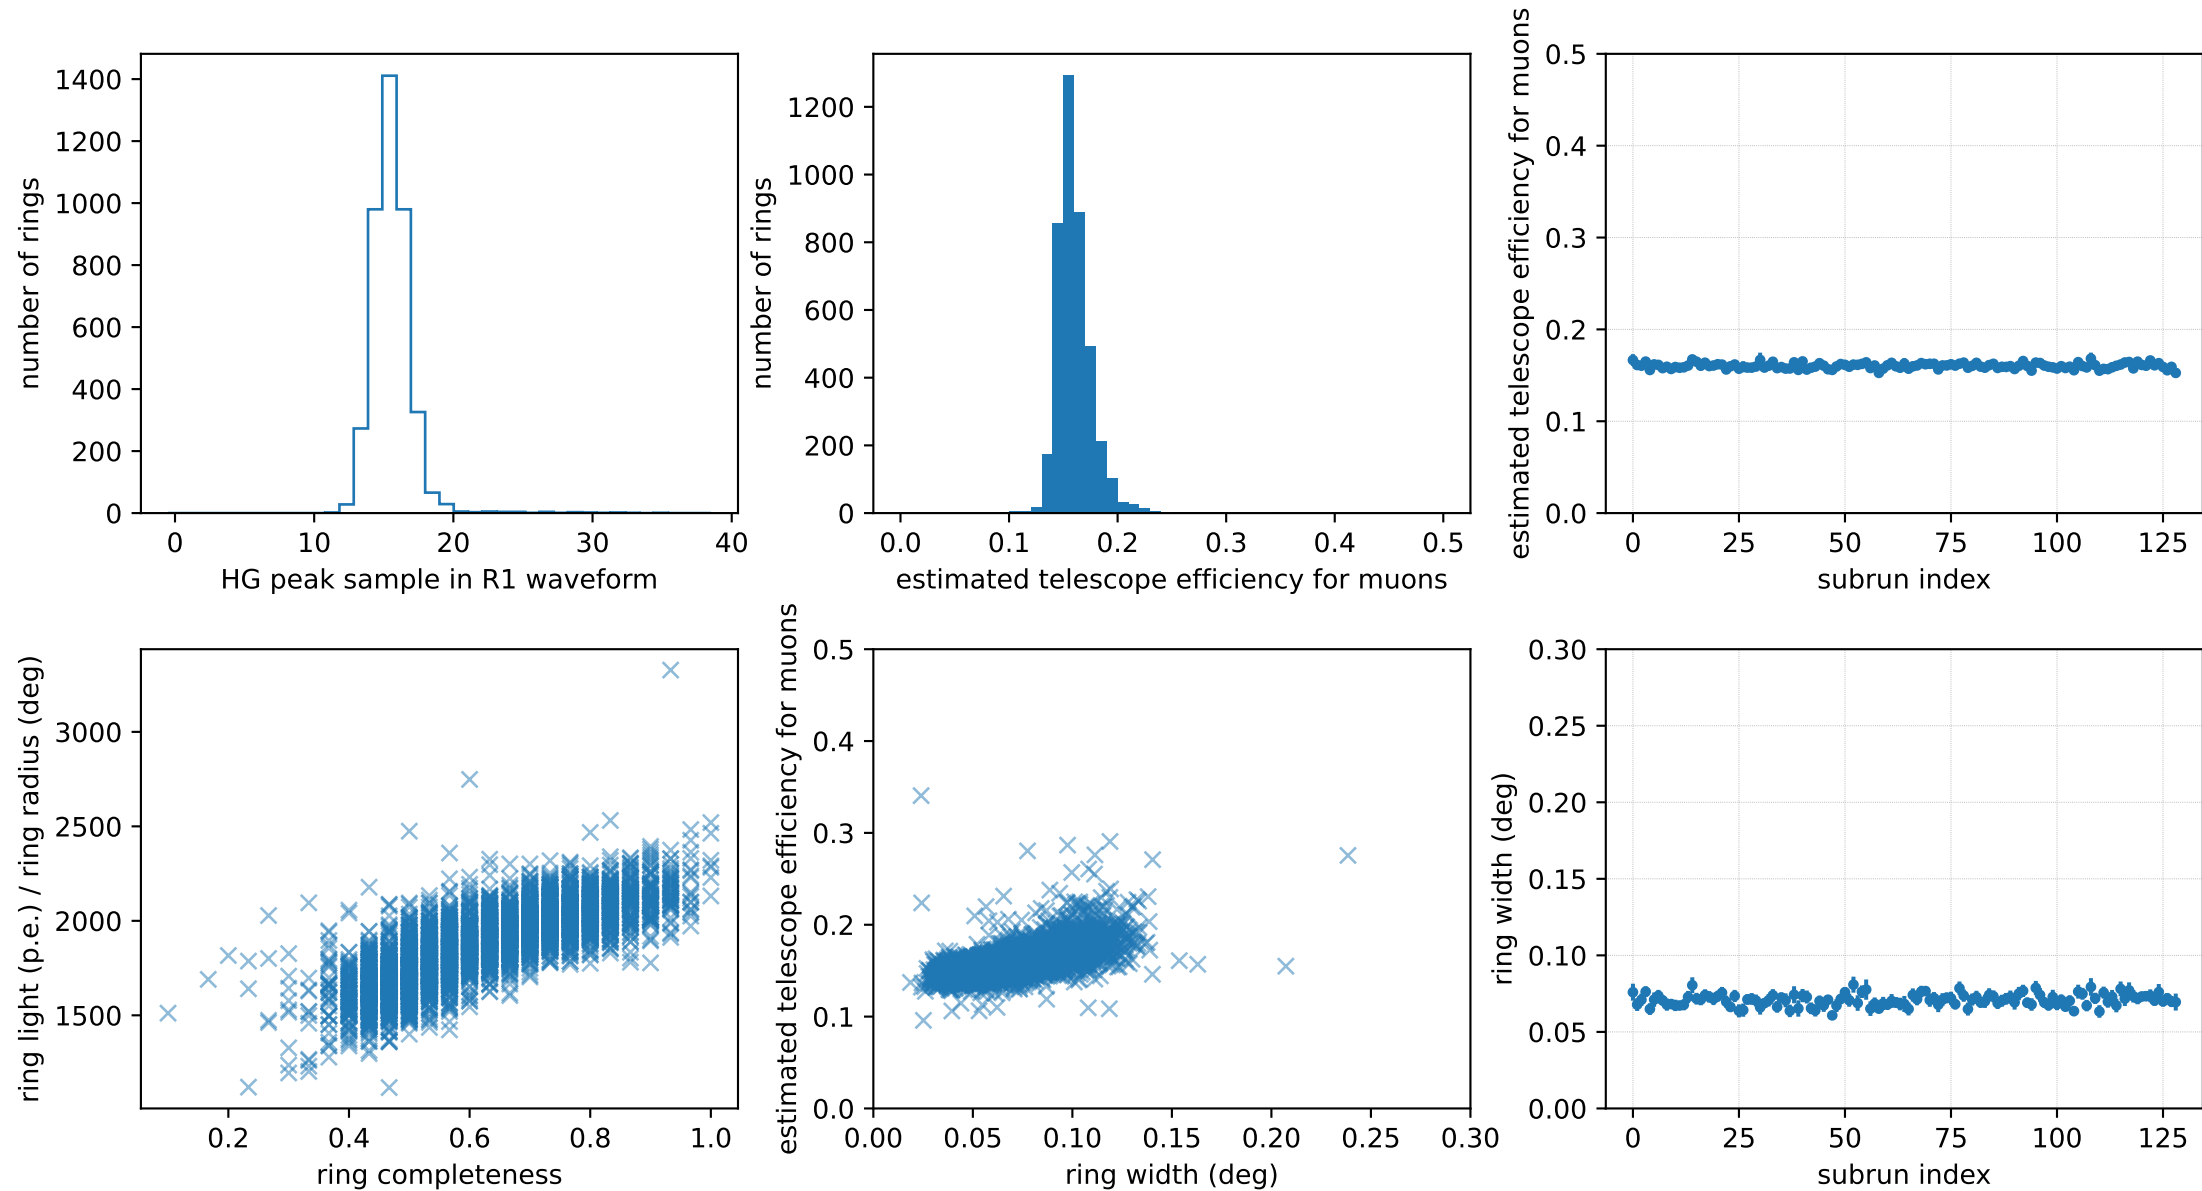 number of rings
1400
1200
1000
800
600
400
200
0
0 10 20 30 40
HG peak sample in R1 waveform
number of rings
1200
1000
800
600
400
200
0
0.0 0.1 0.2 0.3 0.4 0.5
estimated telescope efficiency for muons
estimated telescope efficiency for muons
0.5
0.4
0.3
0.2
0.1
0.0
0 25 50 75 100 125
subrun index
ring light (p.e.) / ring radius (deg)
3000
2500
2000
1500
0.2 0.4 0.6 0.8 1.0
ring completeness
estimated telescope efficiency for muons
0.5
0.4
0.3
0.2
0.1
0.0
0.00 0.05 0.10 0.15 0.20 0.25 0.30
ring width (deg)
ring width (deg)
0.30
0.25
0.20
0.15
0.10
0.05
0.00
0 25 50 75 100 125
subrun index